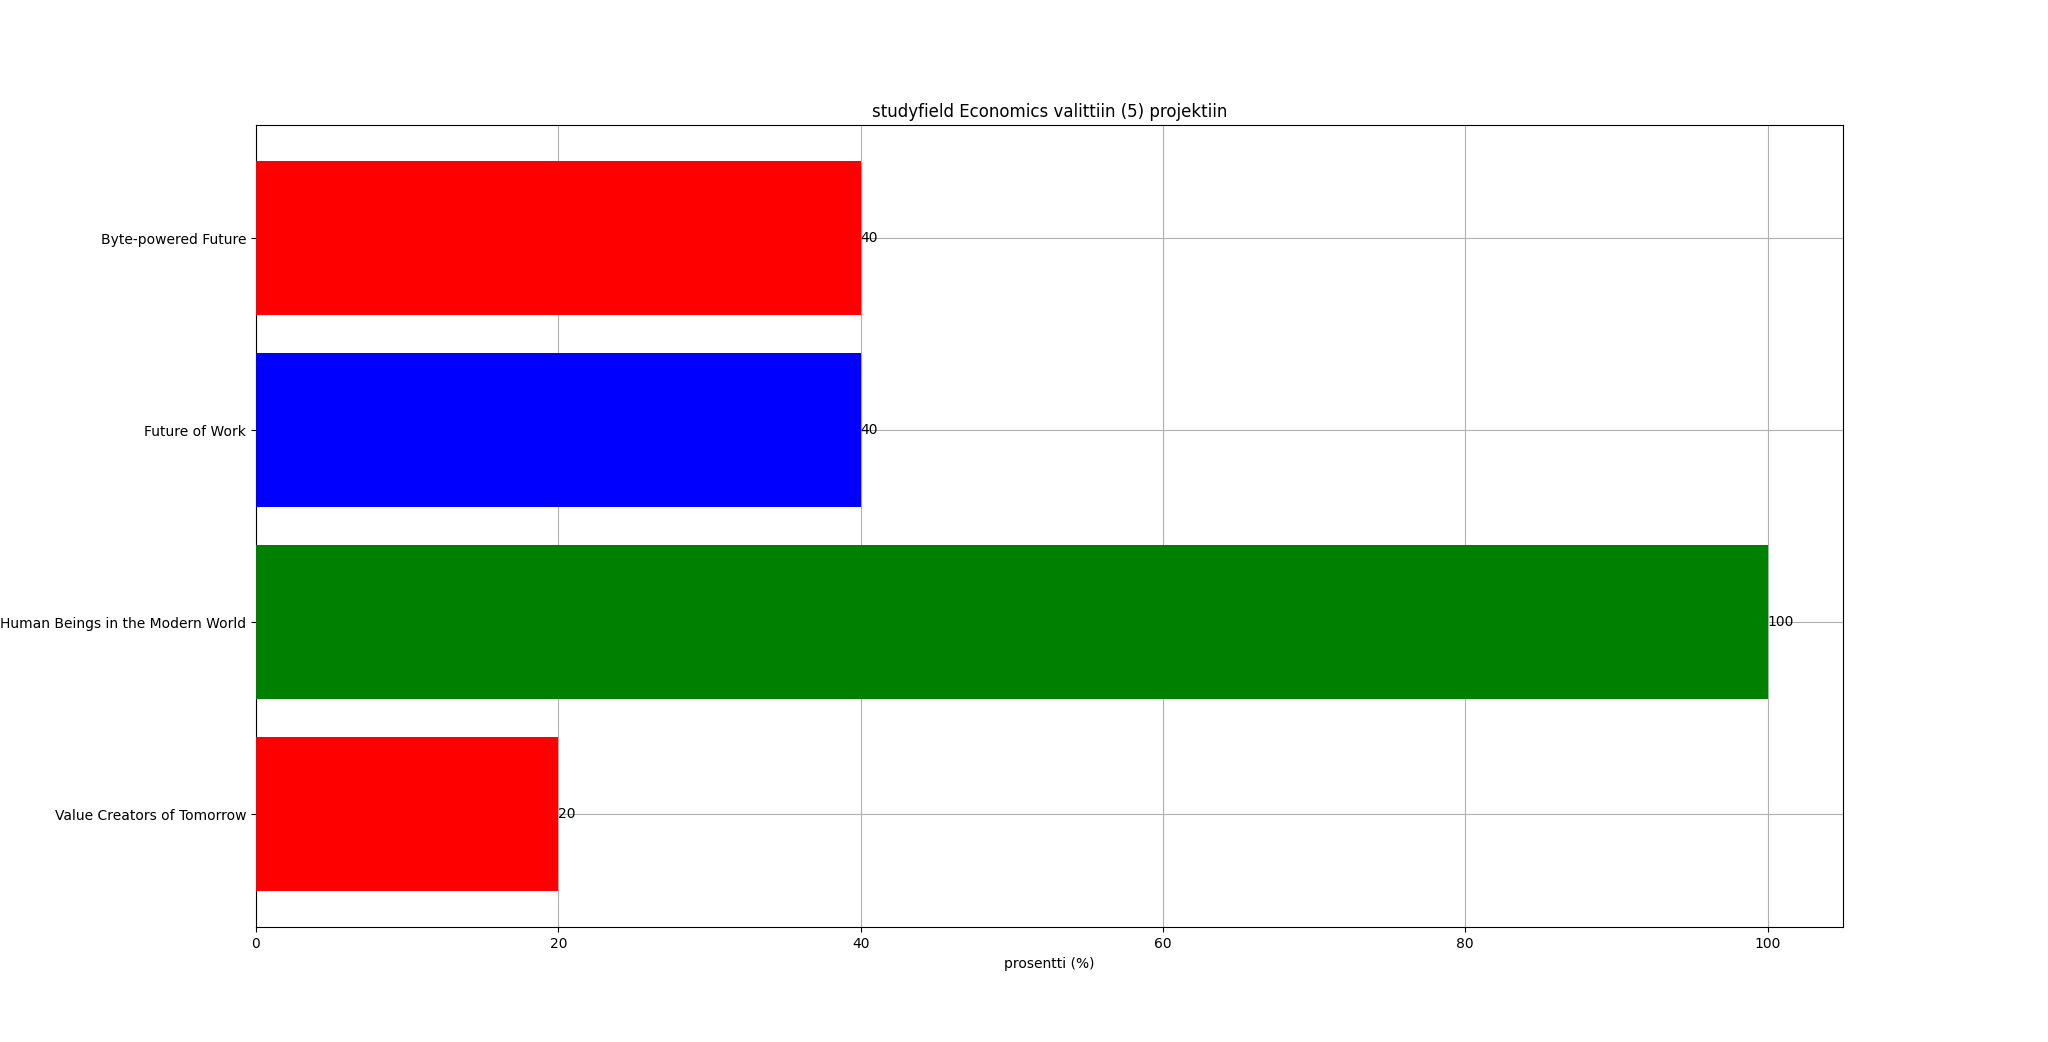 studyfield Economics valittiin (5) projektiin
Byte-powered Future
40
Future of Work
40
Human Beings in the Modern World
100
Value Creators of Tomorrow
20
0 20 40 60 80 100
prosentti (%)